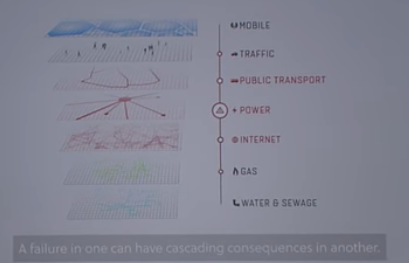 MOBILE
TRAFFIC
PUBLIC TRANSPORT
POWER
INTERNET
GAS
WATER & SEWAGE
A failure in one can have cascading consequences in another.